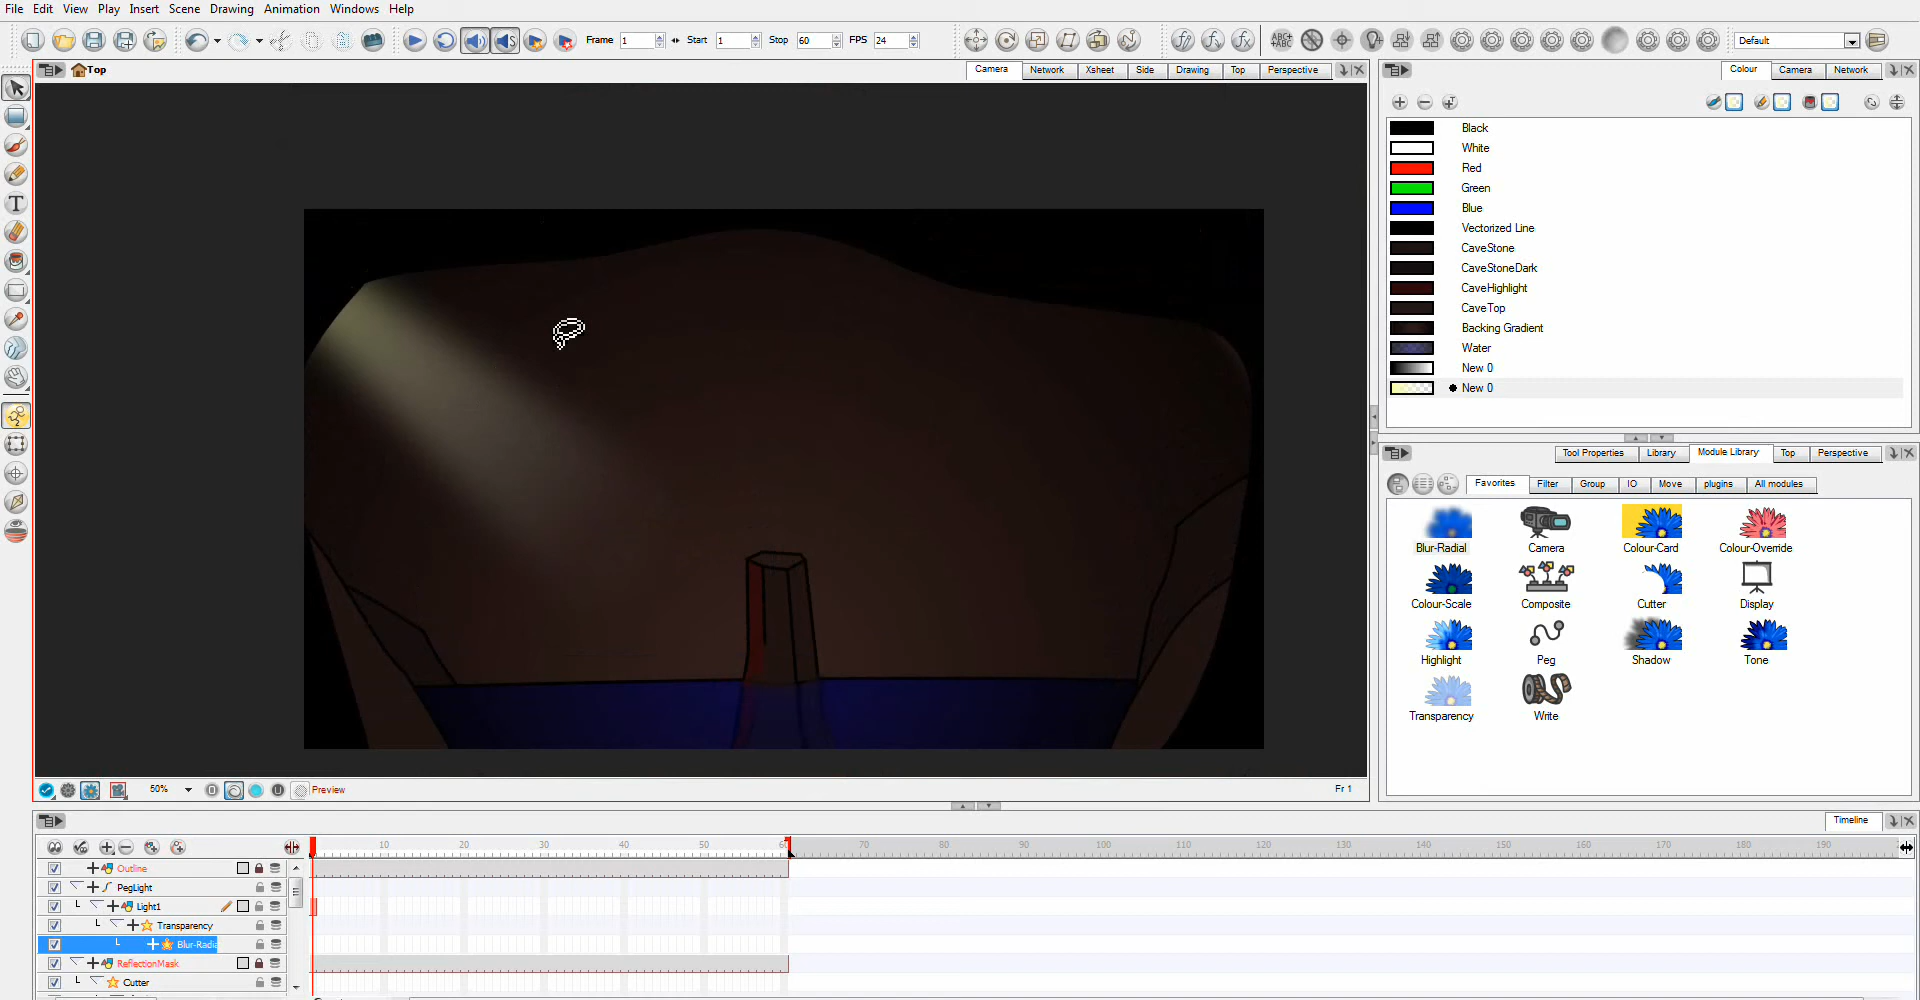 File Edit View Play Insert Scene Drawing Animation Windows Help
Frame 1 Start 1 Stop 60 FPS 24 Default
Top
Camera Network Xsheet Side Drawing Top Perspective
Colour Camera Network
Black
White
Red
Green
Blue
Vectorized Line
CaveStone
CaveStoneDark
CaveHighlight
CaveTop
Backing Gradient
Water
New 0
New 0
Tool Properties Library Module Library Top Perspective
Favorites Filter Group IO Move plugins All modules
Blur-Radial Camera Colour-Card Colour-Override
Colour-Scale Composite Cutter Display
Highlight Peg Shadow Tone
Transparency Write
50% Preview Fr 1
Timeline
10 20 30 40 50 60 70 80 90 100 110 120 130 140 150 160 170 180 190
Outline
PegLight
Light1
Transparency
Blur-Radia
ReflectionMask
Cutter